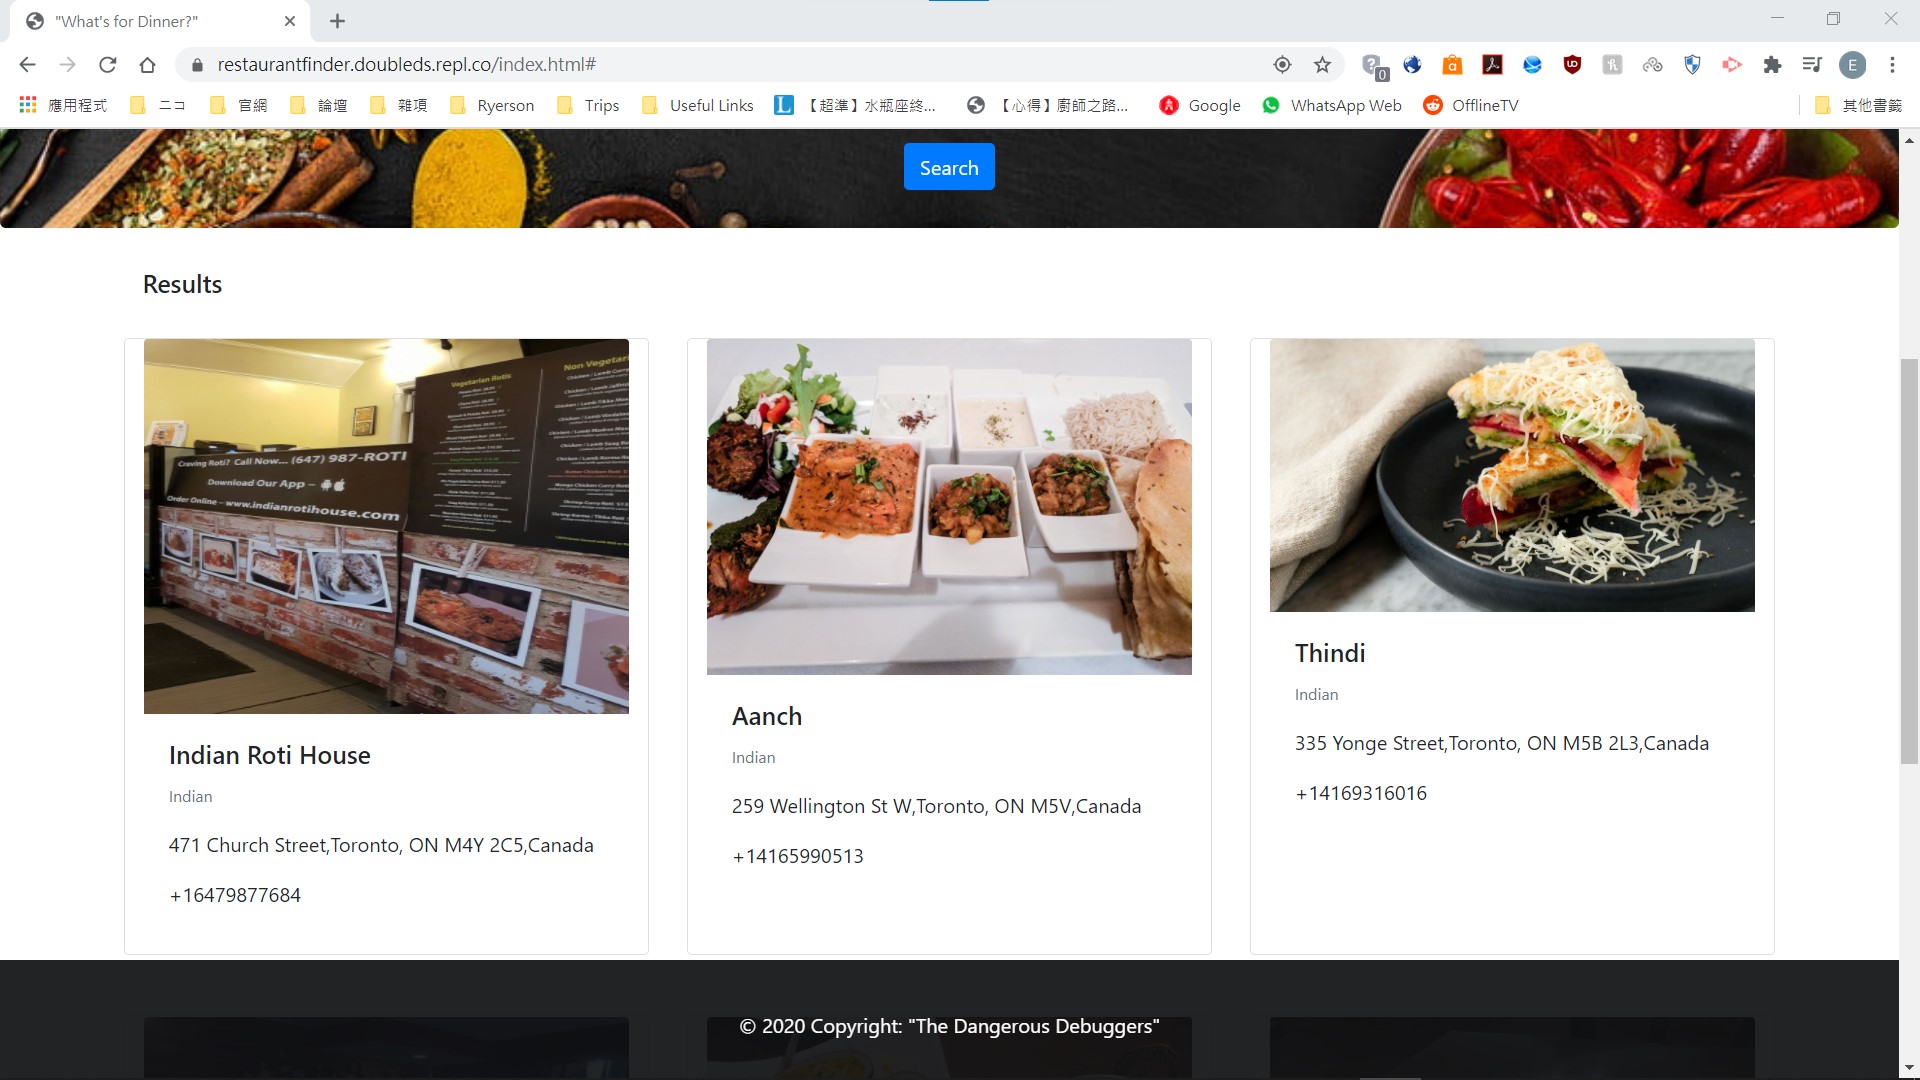 "What's for Dinner?"
restaurantfinder.doubleds.repl.co/index.html#
0
E
應用程式
ニコ
官網
論壇
雜項
Ryerson
Trips
Useful Links
【超準】水瓶座終...
【心得】廚師之路...
Google
WhatsApp Web
OfflineTV
其他書籤
Search
Results
Vegetarian Rotis
Non Vegetar
Craving Roti? Call Now... (647) 987-ROTI
Download Our App –
Order Online – www.indianrotihouse.com
Indian Roti House
Indian
471 Church Street,Toronto, ON M4Y 2C5,Canada
+16479877684
Aanch
Indian
259 Wellington St W,Toronto, ON M5V,Canada
+14165990513
Thindi
Indian
335 Yonge Street,Toronto, ON M5B 2L3,Canada
+14169316016
© 2020 Copyright: "The Dangerous Debuggers"